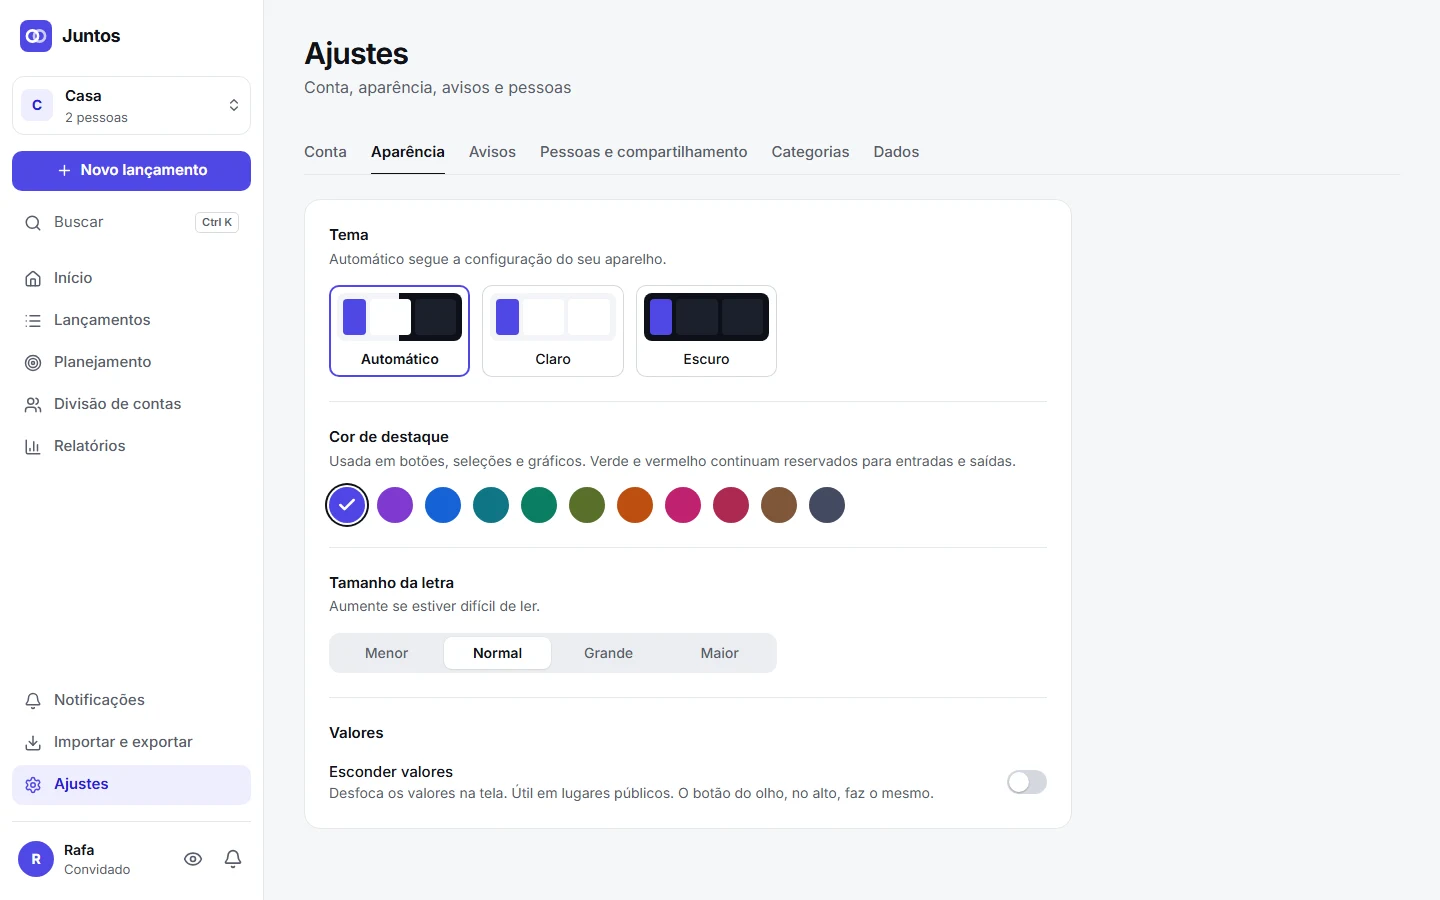 Juntos
C
Casa
2 pessoas
+ Novo lançamento
Buscar
Ctrl K
Início
Lançamentos
Planejamento
Divisão de contas
Relatórios
Notificações
Importar e exportar
Ajustes
R
Rafa
Convidado
Ajustes
Conta, aparência, avisos e pessoas
Conta
Aparência
Avisos
Pessoas e compartilhamento
Categorias
Dados
Tema
Automático segue a configuração do seu aparelho.
Automático
Claro
Escuro
Cor de destaque
Usada em botões, seleções e gráficos. Verde e vermelho continuam reservados para entradas e saídas.
Tamanho da letra
Aumente se estiver difícil de ler.
Menor
Normal
Grande
Maior
Valores
Esconder valores
Desfoca os valores na tela. Útil em lugares públicos. O botão do olho, no alto, faz o mesmo.